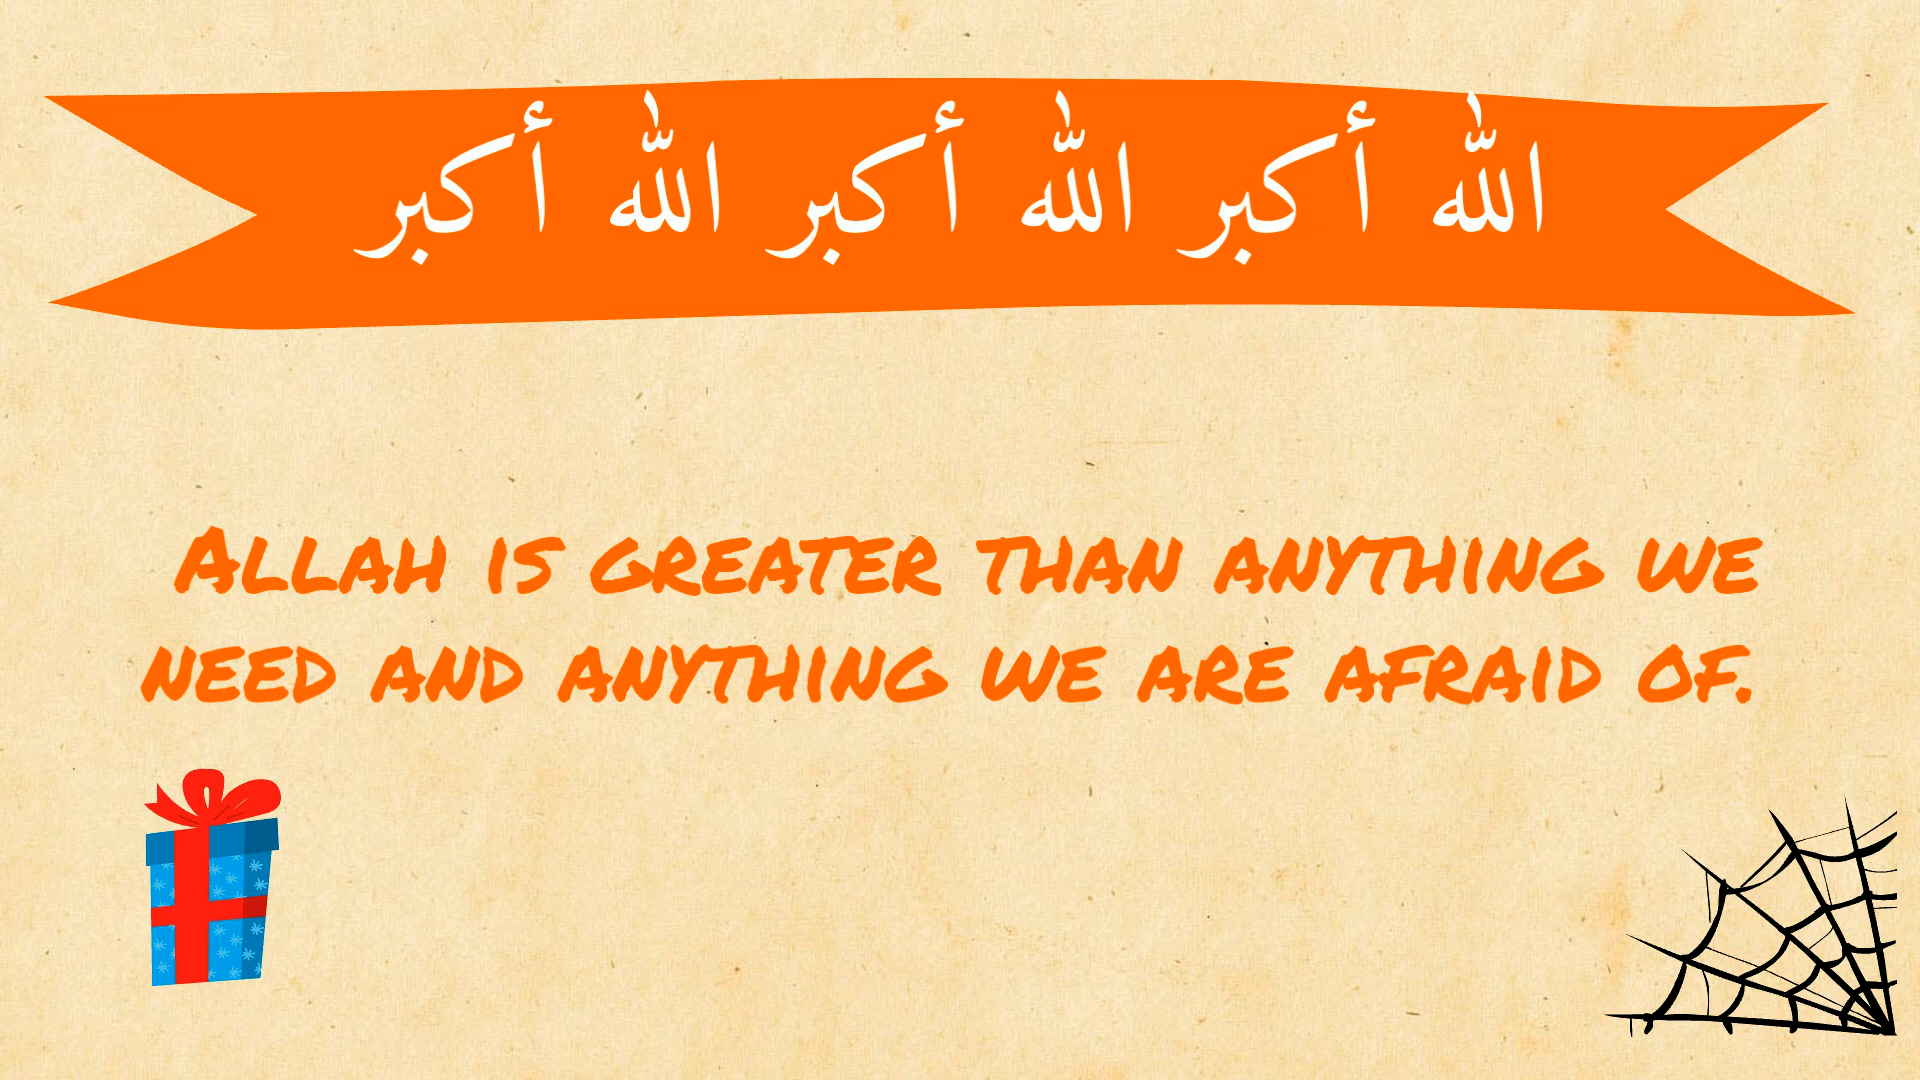 الله أكبر الله أكبر الله أكبر
Allah is greater than anything we
need and anything we are afraid of.